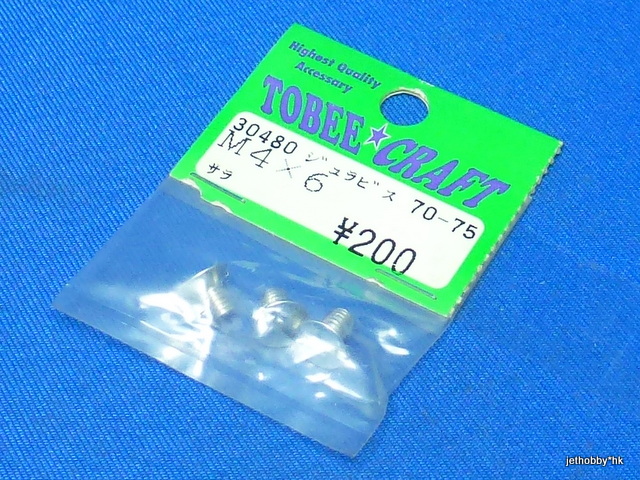 Highest Quality
Accessary
TOBEE★CRAFT
30480 ジュラビス 70-75
M4×6
サラ
¥200
jethobby*hk